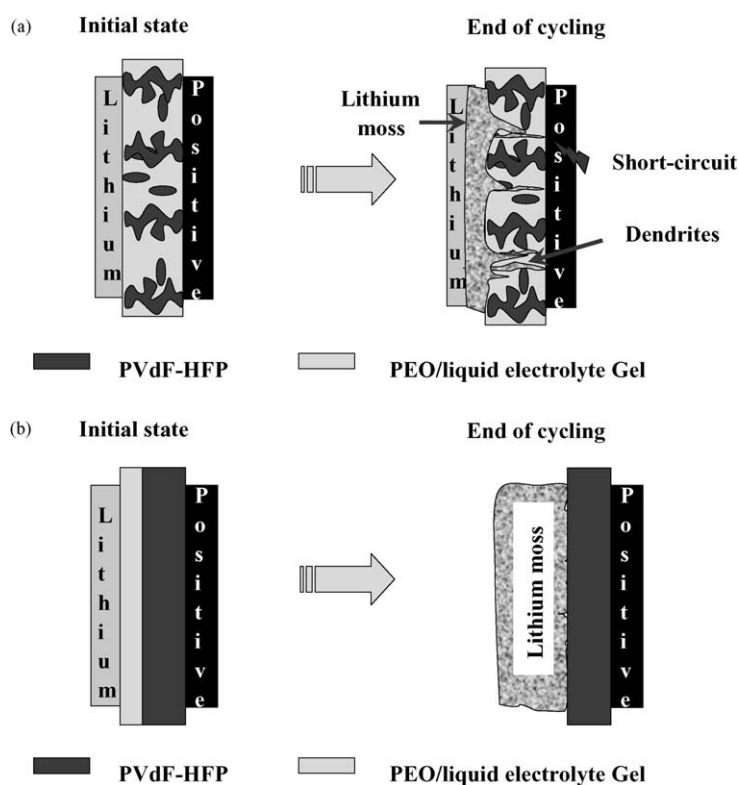 (a)
Initial state
End of cycling
Lithium
Positive
Lithium
moss
Lithium
Positive
Short-circuit
Dendrites
PVdF-HFP
PEO/liquid electrolyte Gel
(b)
Initial state
End of cycling
Lithium
Positive
Lithium moss
Positive
PVdF-HFP
PEO/liquid electrolyte Gel